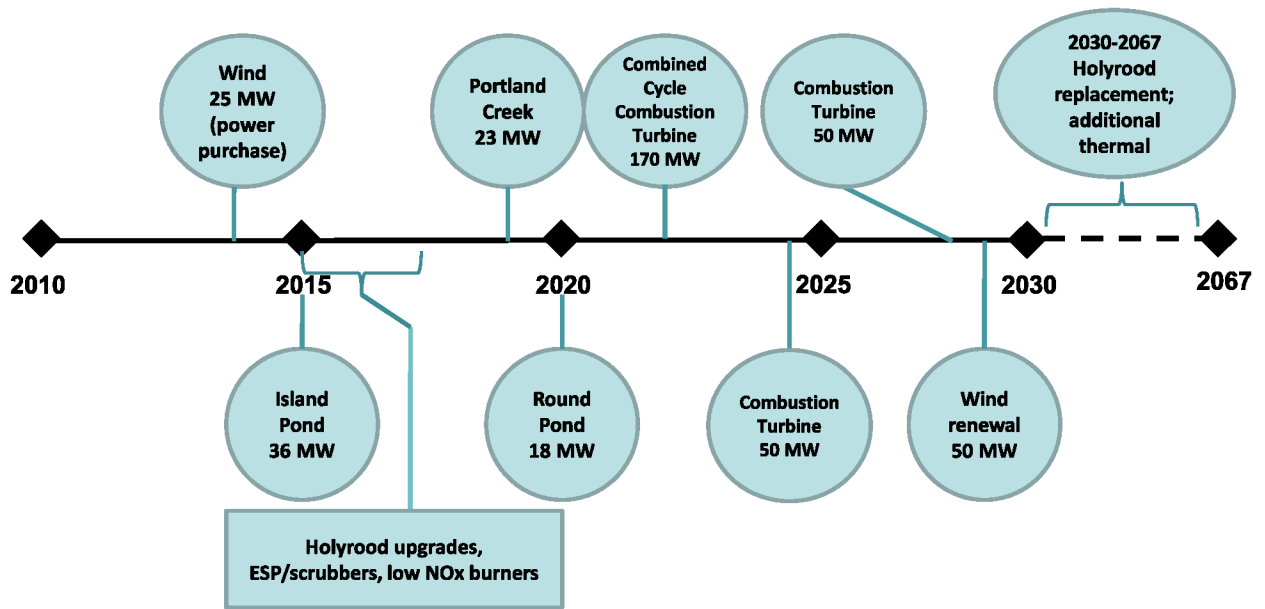 Wind
25 MW
(power
purchase)
Portland
Creek
23 MW
Combined
Cycle
Combustion
Turbine
170 MW
Combustion
Turbine
50 MW
2030-2067
Holyrood
replacement;
additional
thermal
2010
2015
2020
2025
2030
2067
Island
Pond
36 MW
Round
Pond
18 MW
Combustion
Turbine
50 MW
Wind
renewal
50 MW
Holyrood upgrades,
ESP/scrubbers, low NOx burners